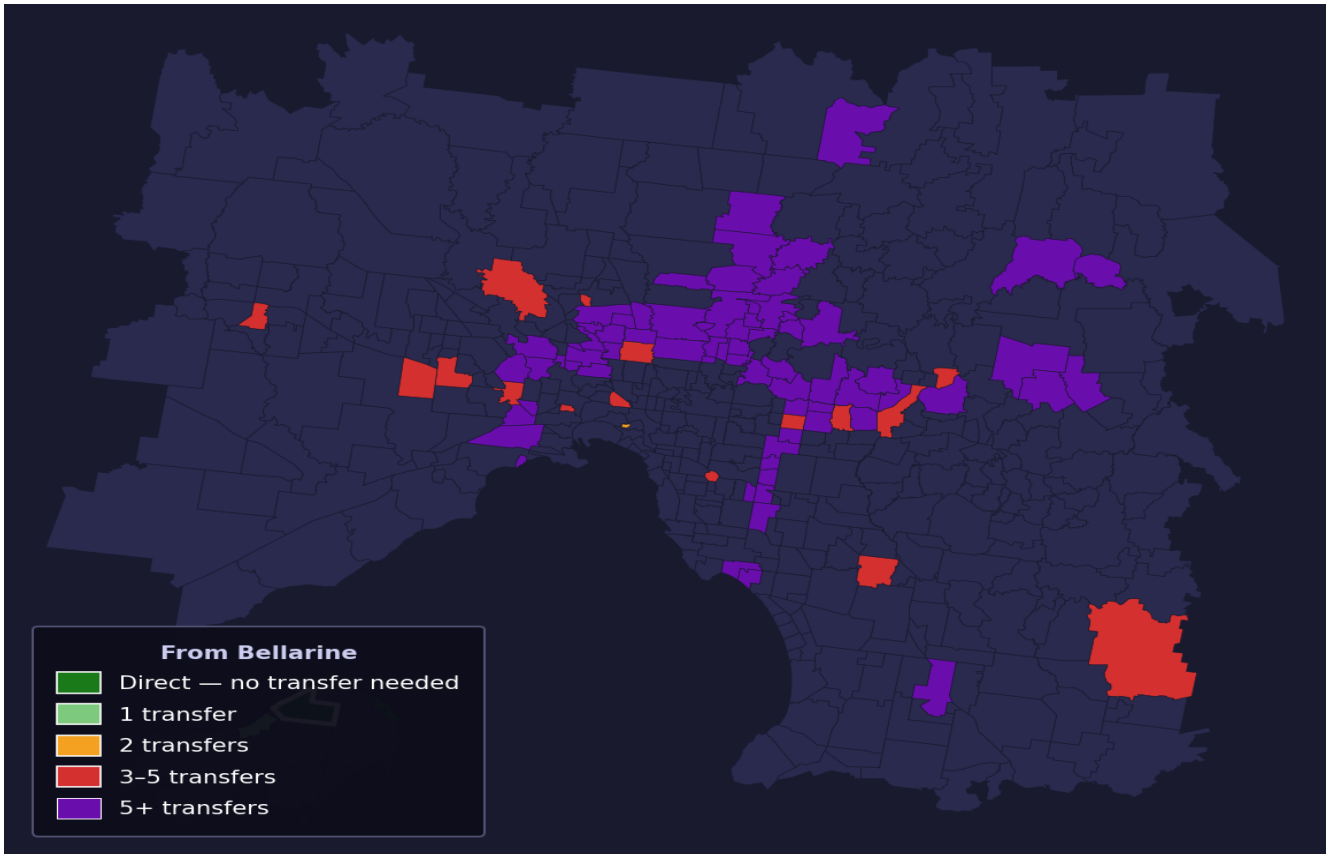 From Bellarine
Direct — no transfer needed
1 transfer
2 transfers
3–5 transfers
5+ transfers